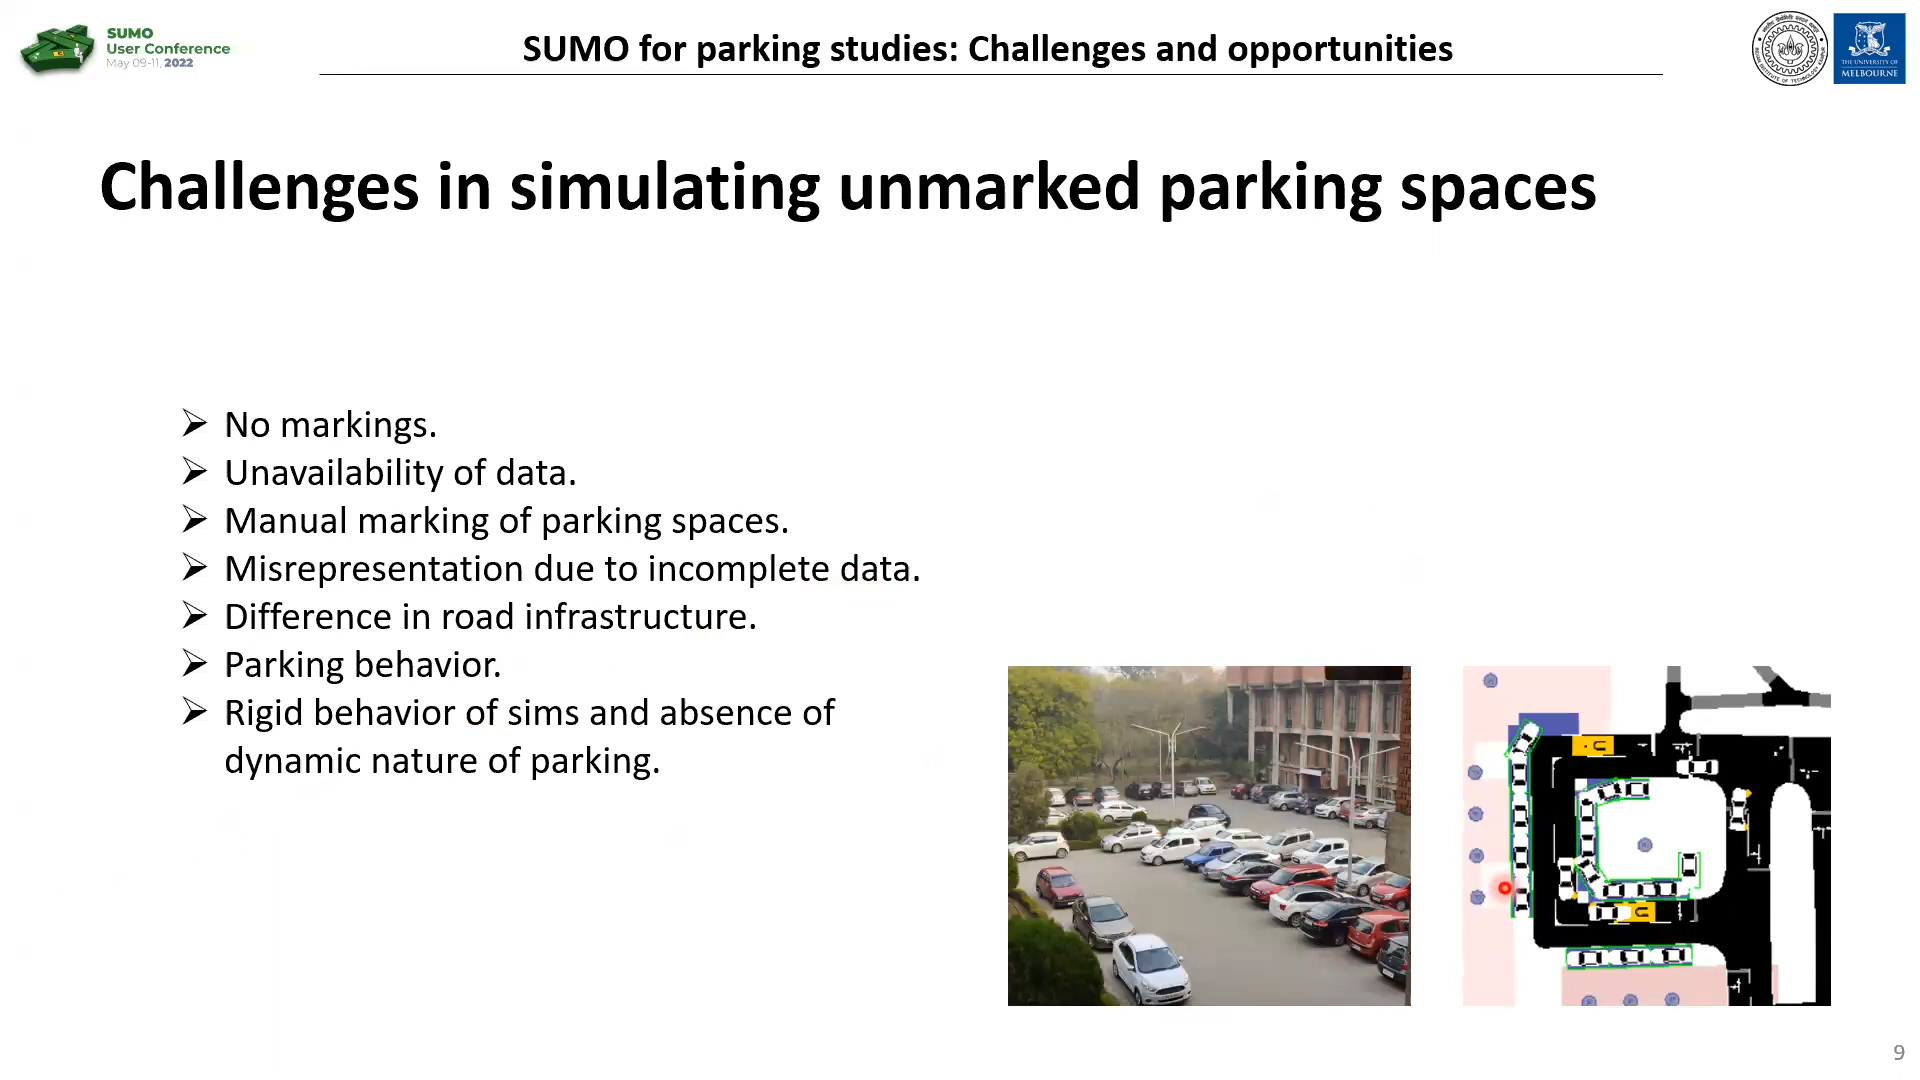 SUMO
User Conference
May 09-11, 2022
SUMO for parking studies: Challenges and opportunities
THE UNIVERSITY OF
MELBOURNE
Challenges in simulating unmarked parking spaces
➢ No markings.
➢ Unavailability of data.
➢ Manual marking of parking spaces.
➢ Misrepresentation due to incomplete data.
➢ Difference in road infrastructure.
➢ Parking behavior.
➢ Rigid behavior of sims and absence of
dynamic nature of parking.
9